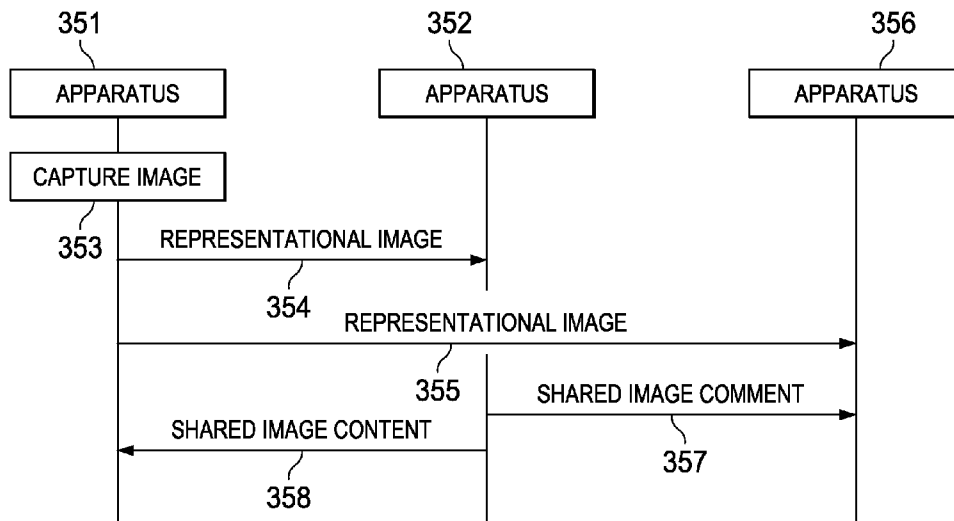 351
352
356
APPARATUS
APPARATUS
APPARATUS
CAPTURE IMAGE
353
REPRESENTATIONAL IMAGE
354
REPRESENTATIONAL IMAGE
355
SHARED IMAGE COMMENT
357
SHARED IMAGE CONTENT
358